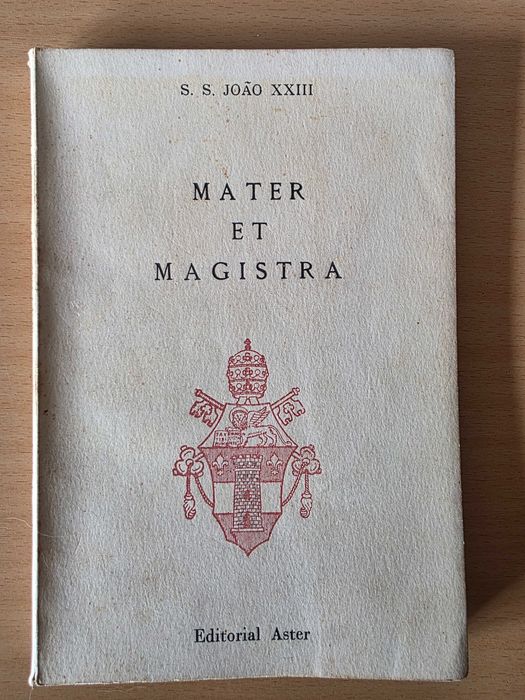 S. S. JOÃO XXIII
MATER
ET
MAGISTRA
Editorial Aster